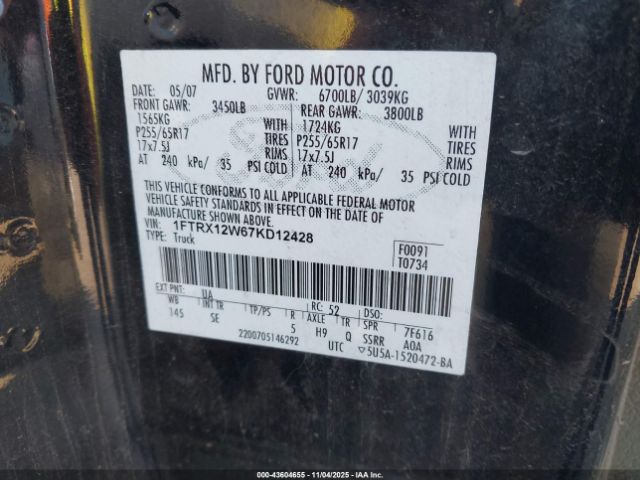 MFD. BY FORD MOTOR CO.
DATE: 05/07 GVWR: 6700LB/ 3039KG
FRONT GAWR: 3450LB REAR GAWR: 3800LB
1565KG WITH 1724KG WITH
P255/65R17 TIRES P255/65R17 TIRES
17x7.5J RIMS 17x7.5J RIMS
AT 240 kPa/ 35 PSI COLD AT 240 kPa/ 35 PSI COLD
THIS VEHICLE CONFORMS TO ALL APPLICABLE FEDERAL MOTOR
VEHICLE SAFETY STANDARDS IN EFFECT ON THE DATE OF
MANUFACTURE SHOWN ABOVE.
VIN: 1FTRX12W67KD12428
TYPE: Truck
F0091
T0734
EXT PNT: UA RC: 52 DSO:
WB INT TR TP/PS R AXLE TR SPR 7F616
145 SE 5 H9 Q SSRR AOA
2200705146292 UTC ▽5U5A-1520472-BA
000-43604655 - 11/04/2025 - IAAI, Inc.